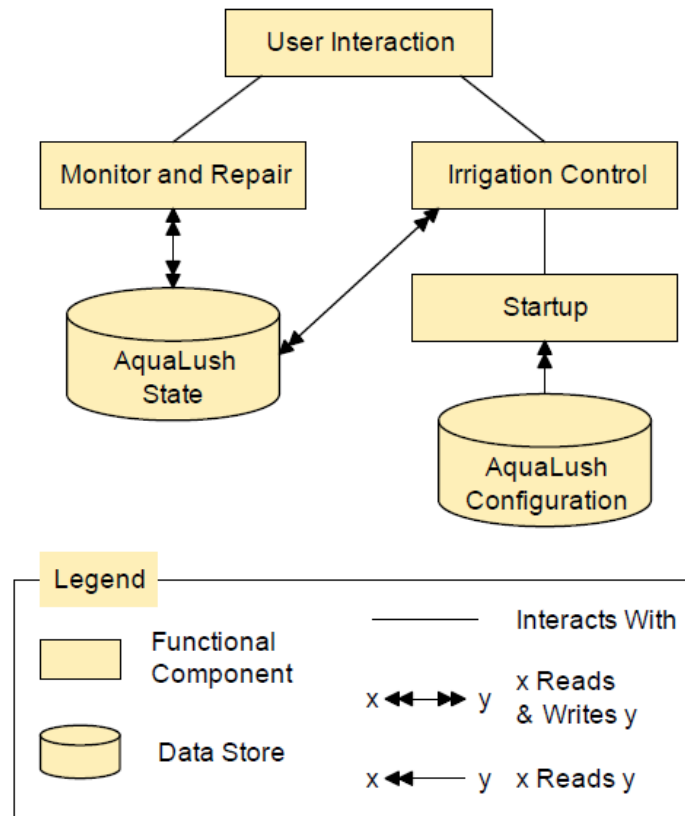 User Interaction
Monitor and Repair
Irrigation Control
Startup
AquaLush
State
AquaLush
Configuration
Legend
Functional
Component
Data Store
Interacts With
x y x Reads
& Writes y
x y x Reads y